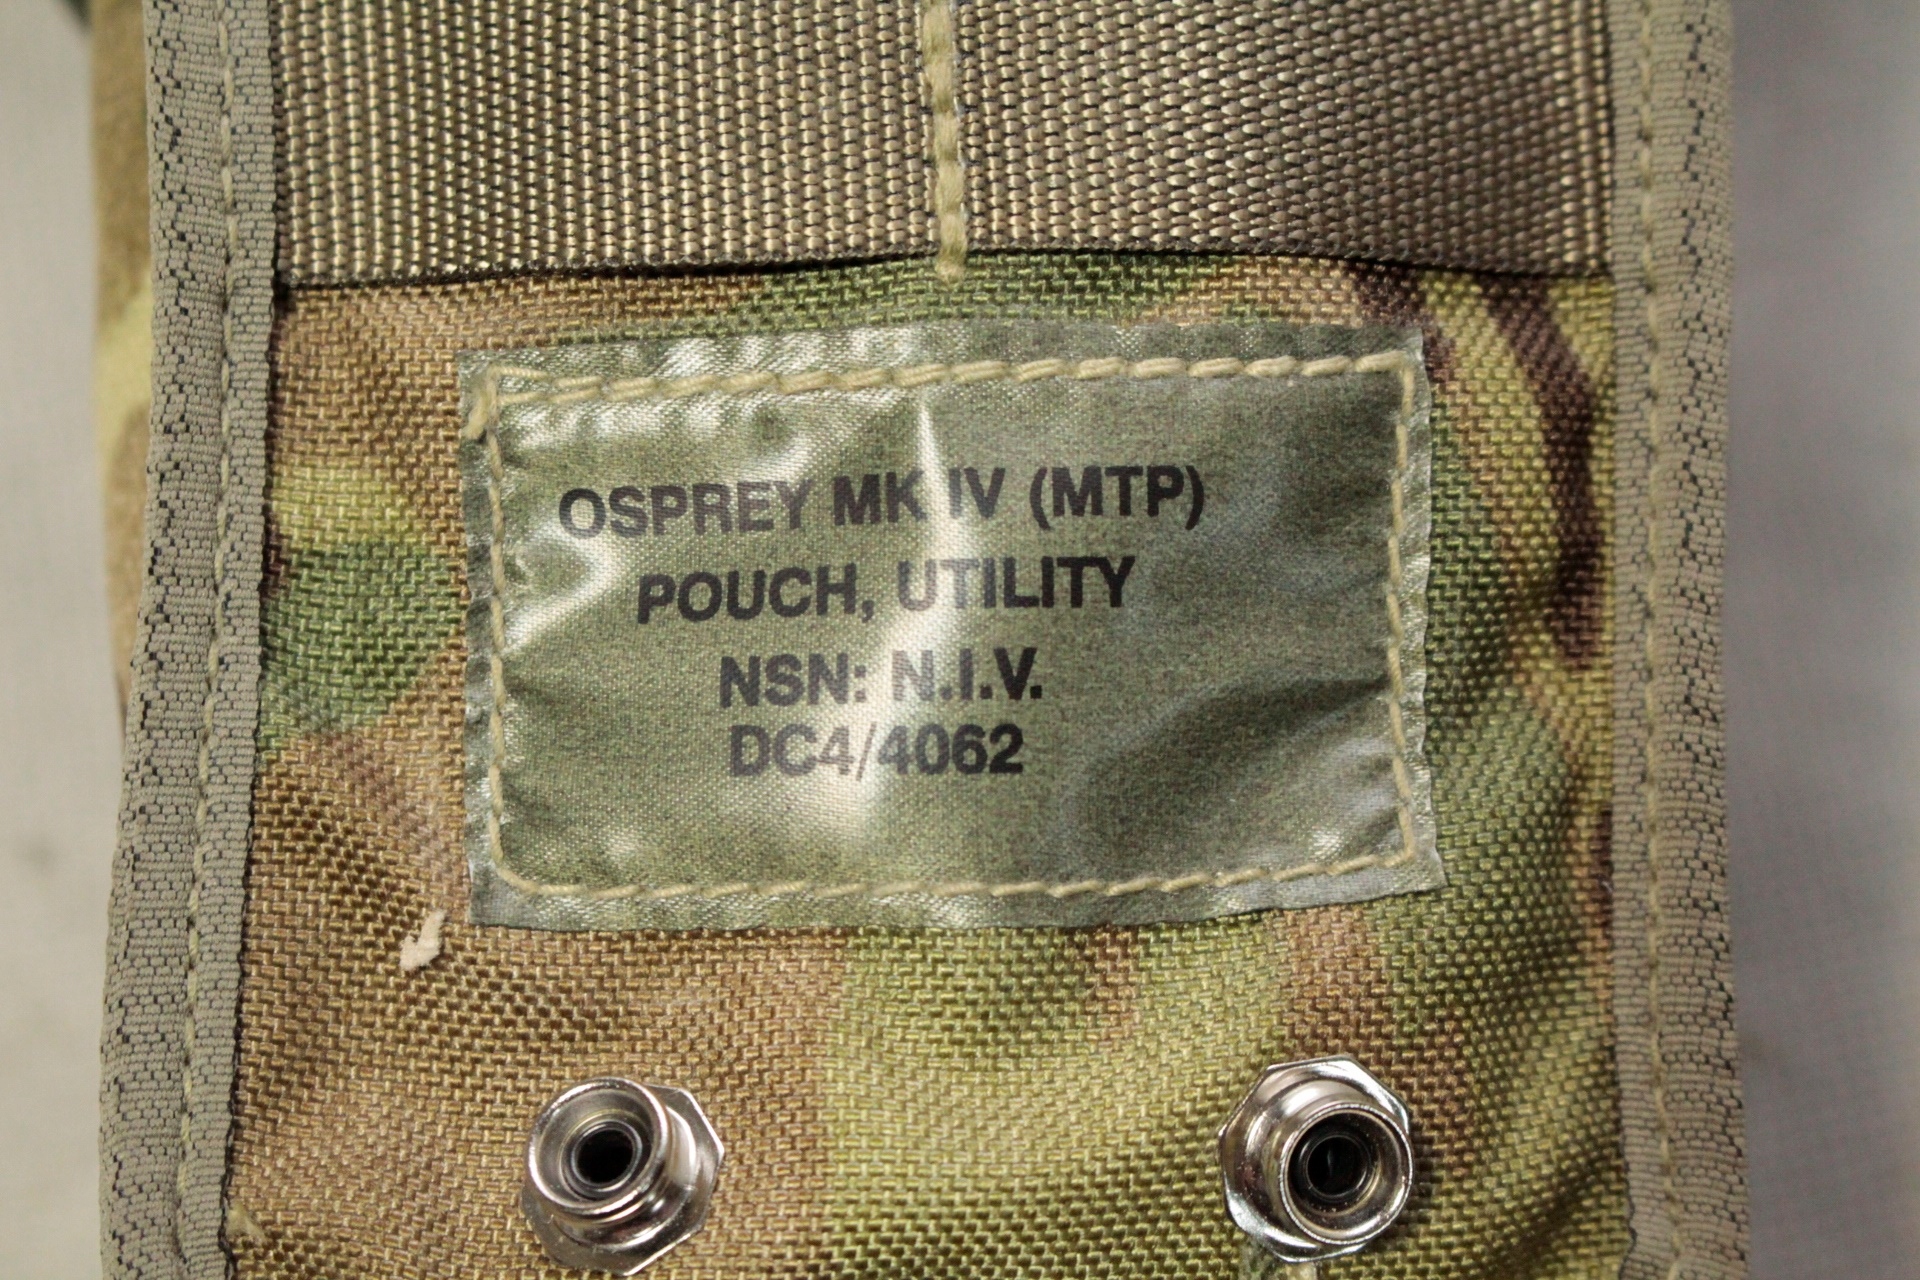 OSPREY MK IV (MTP)
POUCH, UTILITY
NSN: N.I.V.
DC4/4062